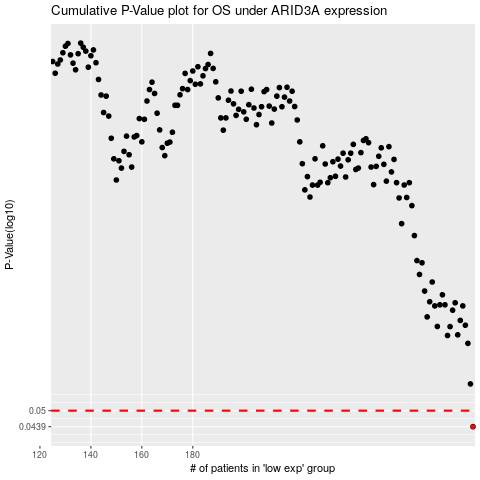 Cumulative P-Value plot for OS under ARID3A expression
P-Value(log10)
0.05
0.0439
120 140 160 180
# of patients in 'low exp' group